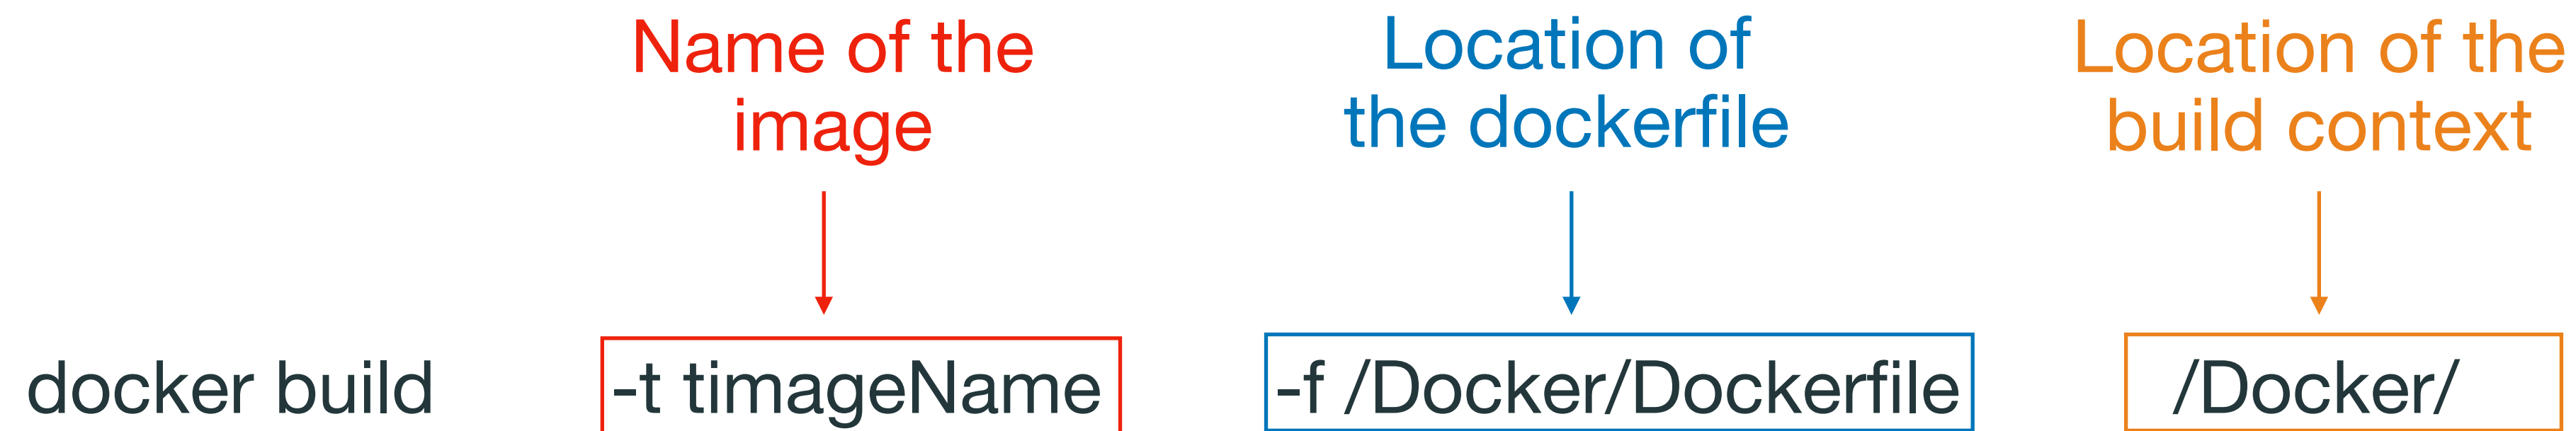 Name of the
image
Location of
the dockerfile
Location of the
build context
docker build -t timageName -f /Docker/Dockerfile /Docker/